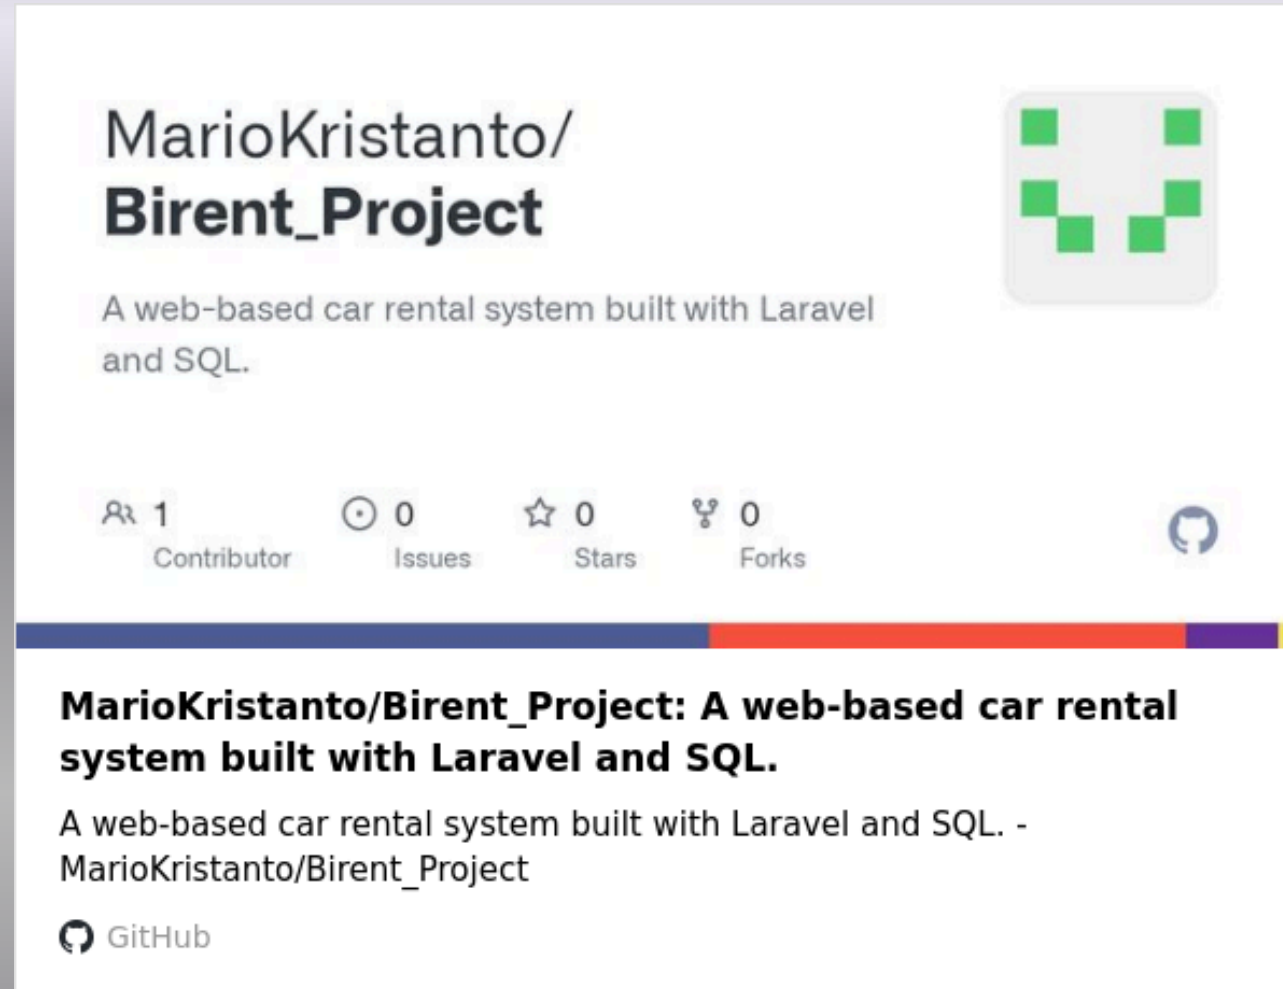 MarioKristanto/
Birent_Project
A web-based car rental system built with Laravel
and SQL.
1
Contributor
0
Issues
0
Stars
0
Forks
MarioKristanto/Birent_Project: A web-based car rental
system built with Laravel and SQL.
A web-based car rental system built with Laravel and SQL. -
MarioKristanto/Birent_Project
GitHub